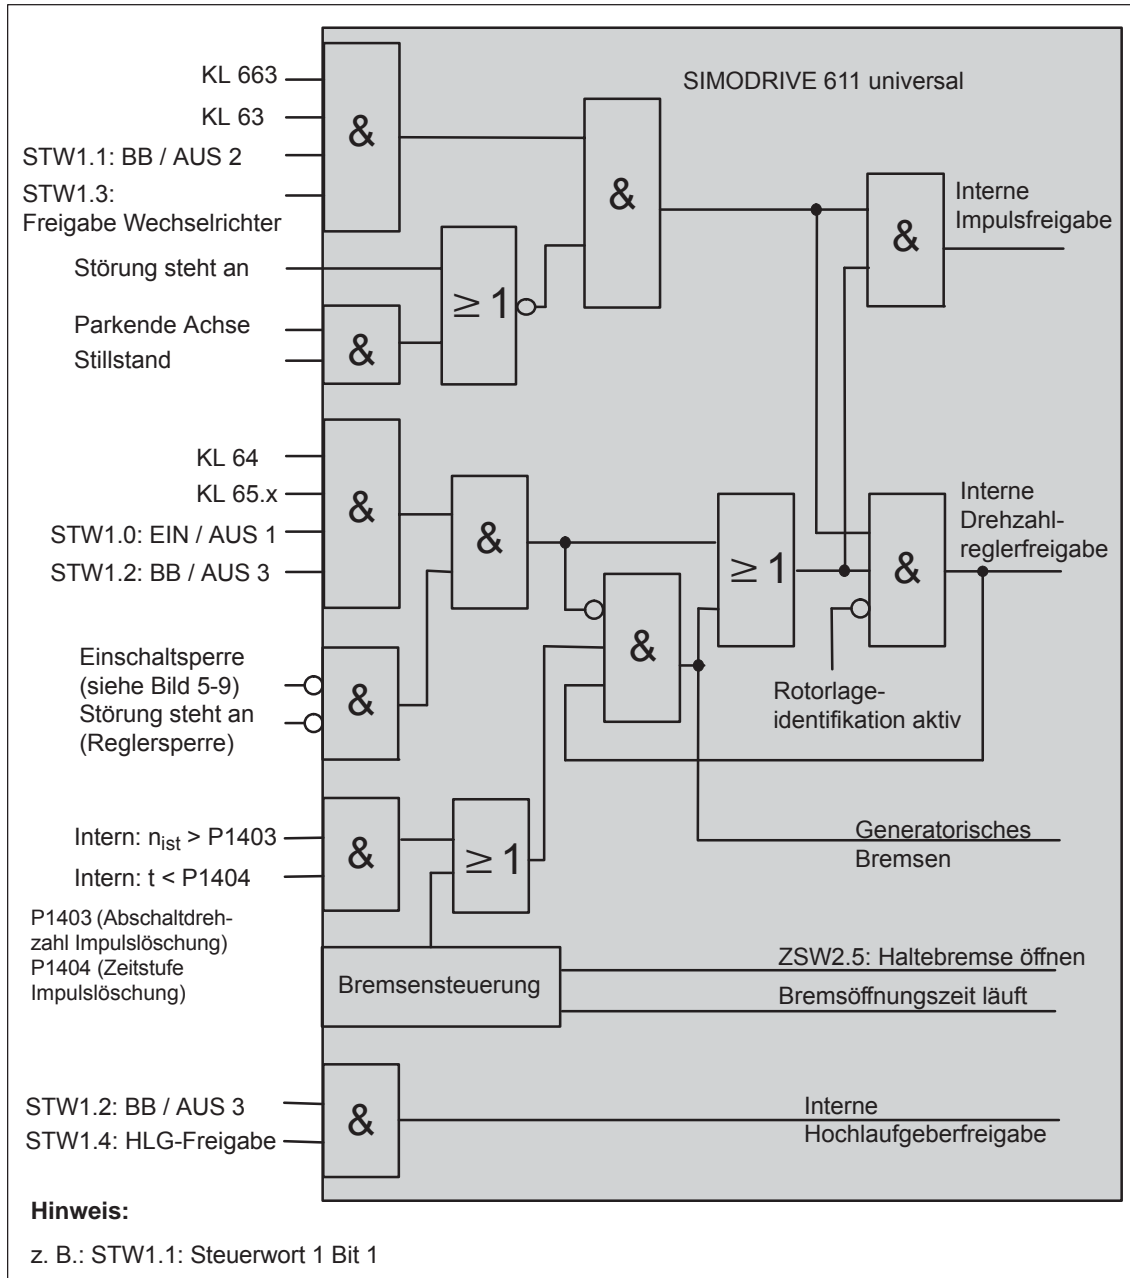 SIMODRIVE 611 universal
KL 663
KL 63
STW1.1: BB / AUS 2
STW1.3:
Freigabe Wechselrichter
&
&
Störung steht an
≥ 1
Parkende Achse
Stillstand
&
&
Interne
Impulsfreigabe
KL 64
KL 65.x
STW1.0: EIN / AUS 1
STW1.2: BB / AUS 3
&
&
≥ 1
&
Interne
Drehzahl-
reglerfreigabe
&
Einschaltsperre
(siehe Bild 5-9)
Störung steht an
(Reglersperre)
&
Rotorlage-
identifikation aktiv
Intern: nist > P1403
Intern: t < P1404
&
≥ 1
Generatorisches
Bremsen
P1403 (Abschaltdreh-
zahl Impulslöschung)
P1404 (Zeitstufe
Impulslöschung)
Bremsensteuerung
ZSW2.5: Haltebremse öffnen
Bremsöffnungszeit läuft
STW1.2: BB / AUS 3
STW1.4: HLG-Freigabe
&
Interne
Hochlaufgeberfreigabe
Hinweis:
z. B.: STW1.1: Steuerwort 1 Bit 1